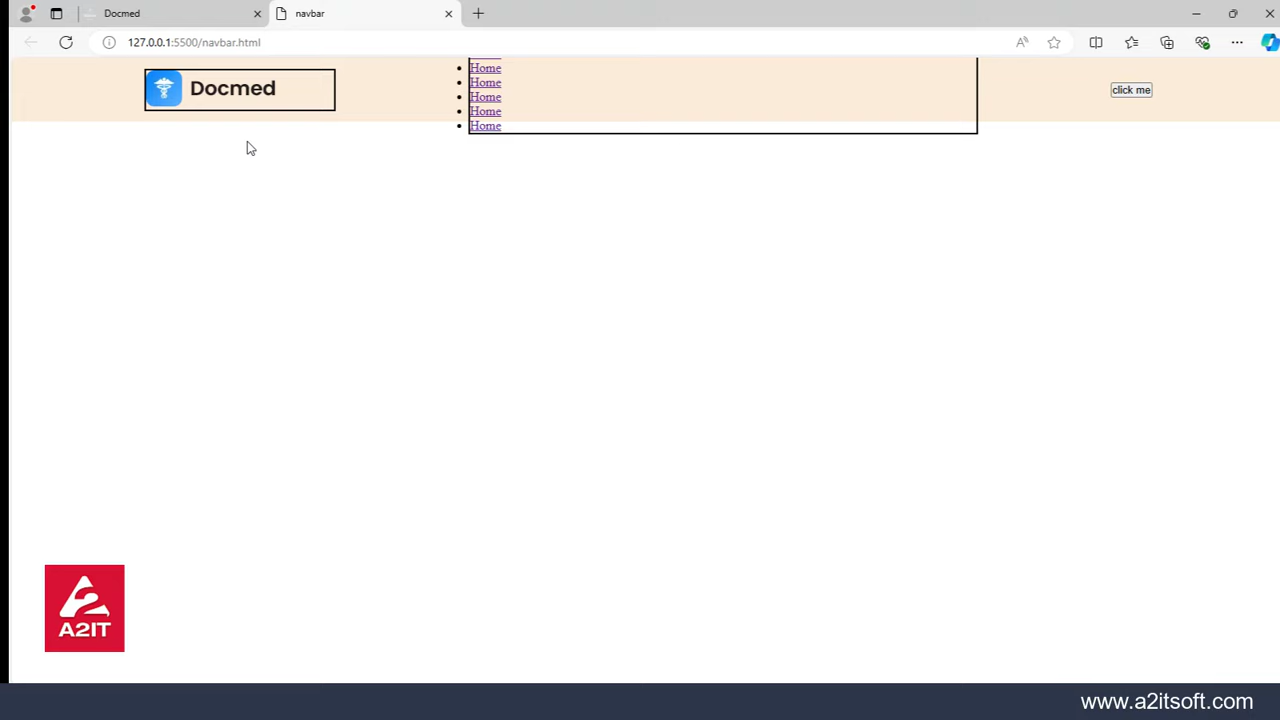 Docmed
navbar
127.0.0.1:5500/navbar.html
Docmed
Home
Home
Home
Home
Home
click me
A2IT
www.a2itsoft.com